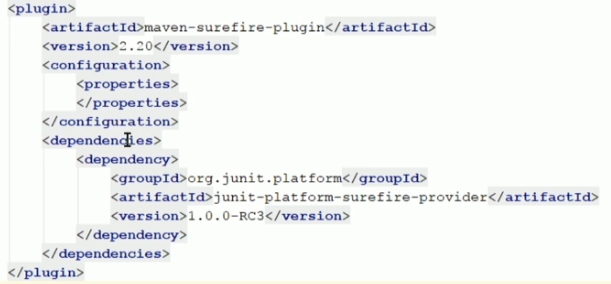 <plugin>
<artifactId>maven-surefire-plugin</artifactId>
<version>2.20</version>
<configuration>
<properties>
</properties>
</configuration>
<dependencies>
<dependency>
<groupId>org.junit.platform</groupId>
<artifactId>junit-platform-surefire-provider</artifactId>
<version>1.0.0-RC3</version>
</dependency>
</dependencies>
</plugin>